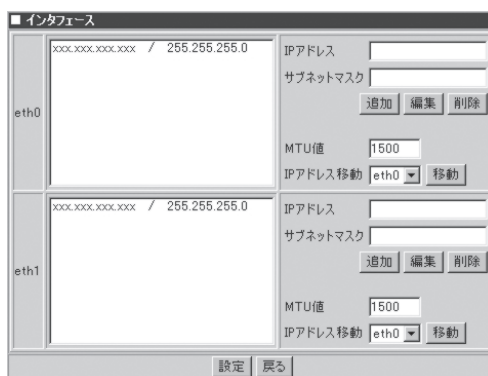 ■ インタフェース
eth0
xxx.xxx.xxx.xxx / 255.255.255.0
IPアドレス
サブネットマスク
追加 編集 削除
MTU値 1500
IPアドレス移動 eth0 移動
eth1
xxx.xxx.xxx.xxx / 255.255.255.0
IPアドレス
サブネットマスク
追加 編集 削除
MTU値 1500
IPアドレス移動 eth0 移動
設定 戻る